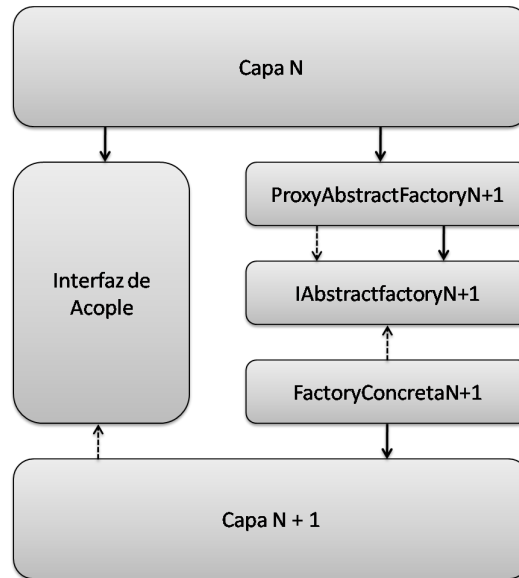 Capa N
ProxyAbstractFactoryN+1
Interfaz de
Acople
IAbstractfactoryN+1
FactoryConcretaN+1
Capa N + 1